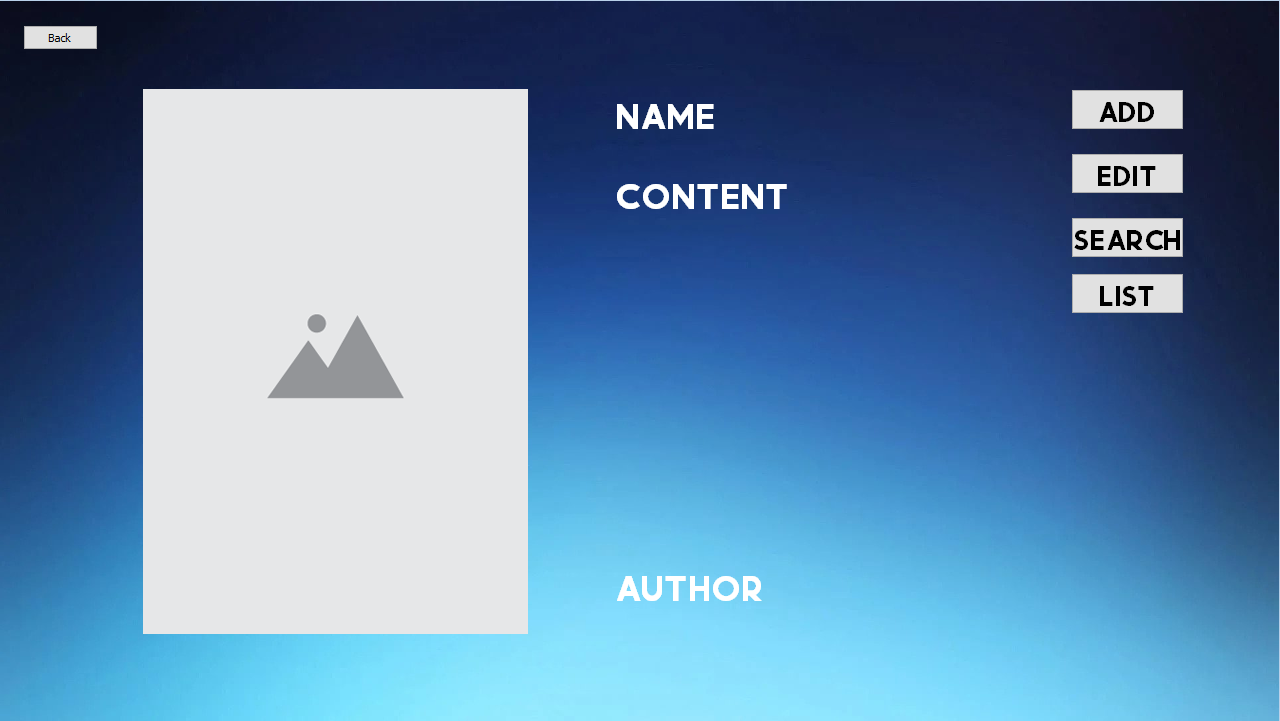 Back
NAME
CONTENT
AUTHOR
ADD
EDIT
SEARCH
LIST